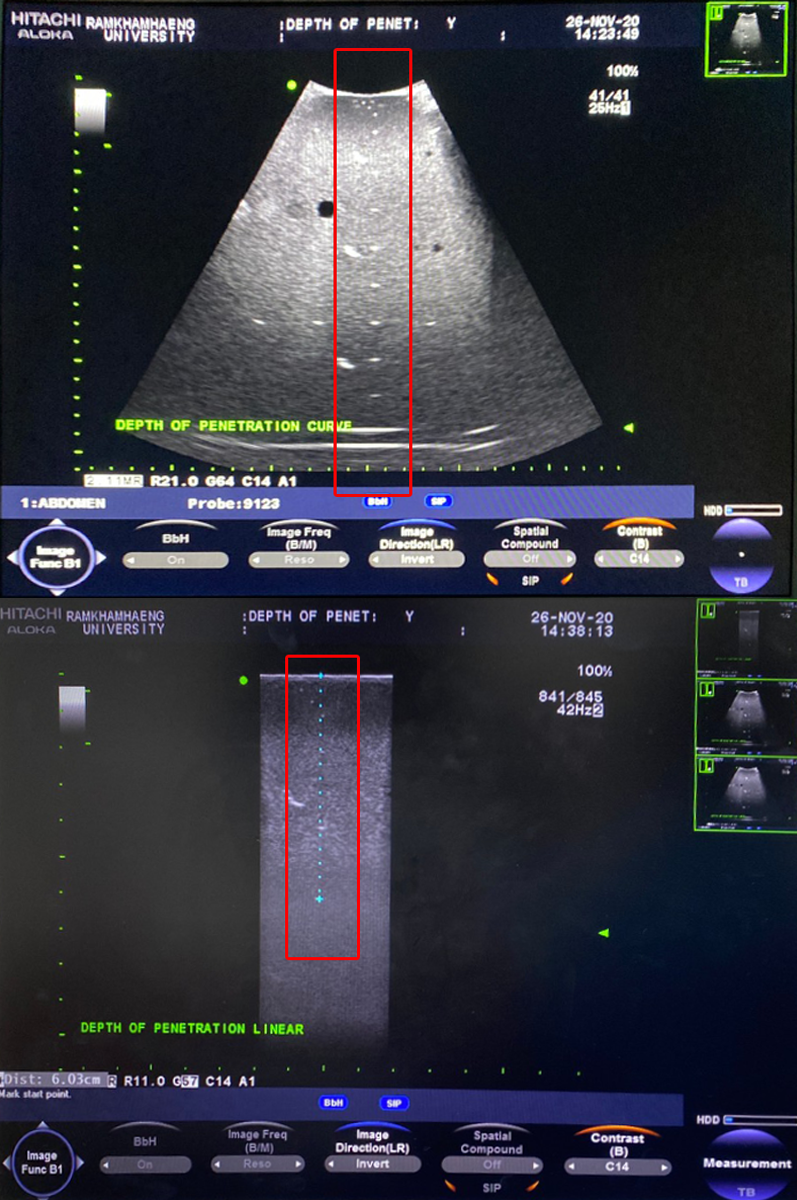 HITACHI RAMKHAMHAENG :DEPTH OF PENET: Y 26-NOV-20
ALOKA UNIVERSITY : : 14:23:49
100%
41/41
25Hz1
DEPTH OF PENETRATION CURVE
R21.0 G64 C14 A1
1:ABDOMEN Probe:9123 BbH SIP
HDD
Image Func B1
BbH
On
Image Freq (B/M)
Reso
Image Direction(LR)
Invert
Spatial Compound
Off
SIP
Contrast (B)
C14
TB
HITACHI RAMKHAMHAENG :DEPTH OF PENET: Y 26-NOV-20
ALOKA UNIVERSITY : : 14:38:13
100%
841/845
42Hz2
DEPTH OF PENETRATION LINEAR
Dist: 6.03cm R R11.0 G57 C14 A1
Mark start point.
BbH SIP
HDD
Image Func B1
BbH
On
Image Freq (B/M)
Reso
Image Direction(LR)
Invert
Spatial Compound
Off
SIP
Contrast (B)
C14
Measurement
TB